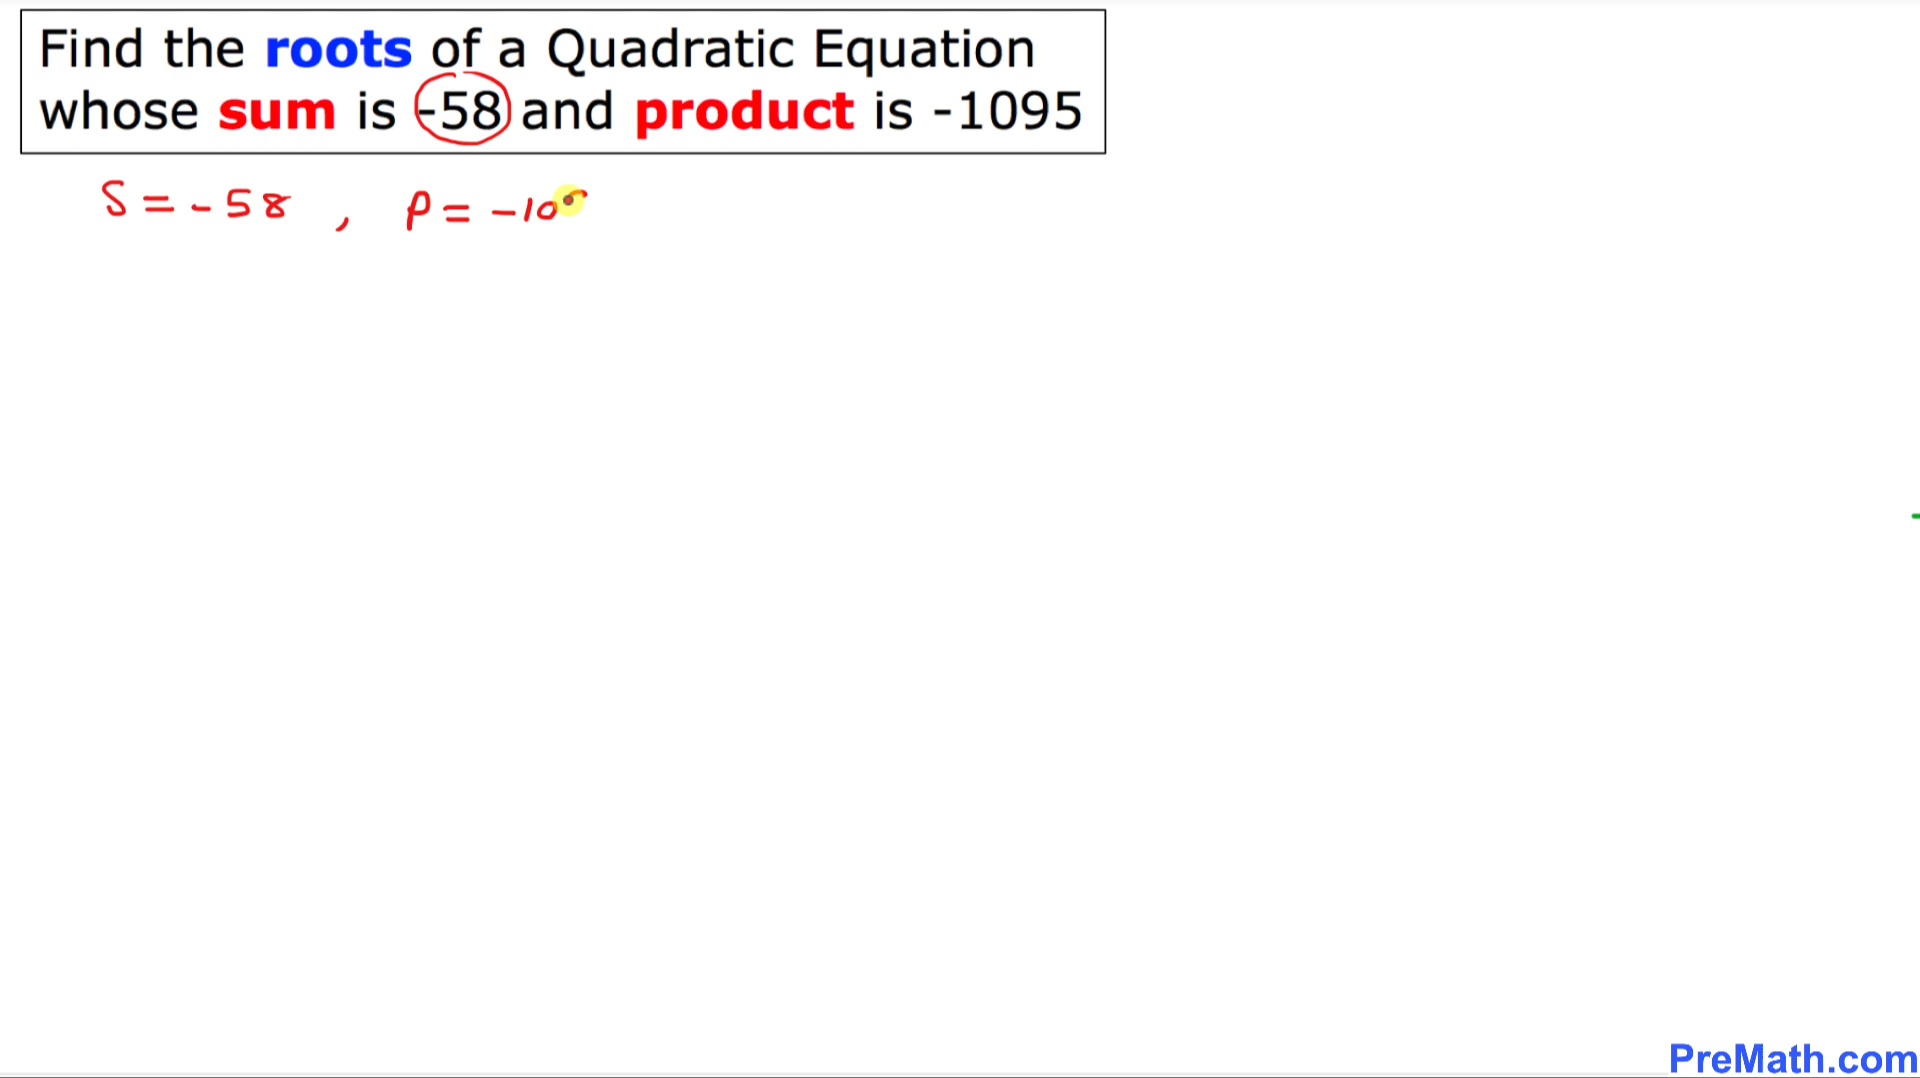 Find the roots of a Quadratic Equation
whose sum is -58 and product is -1095
S = - 58 , P = -10
PreMath.com